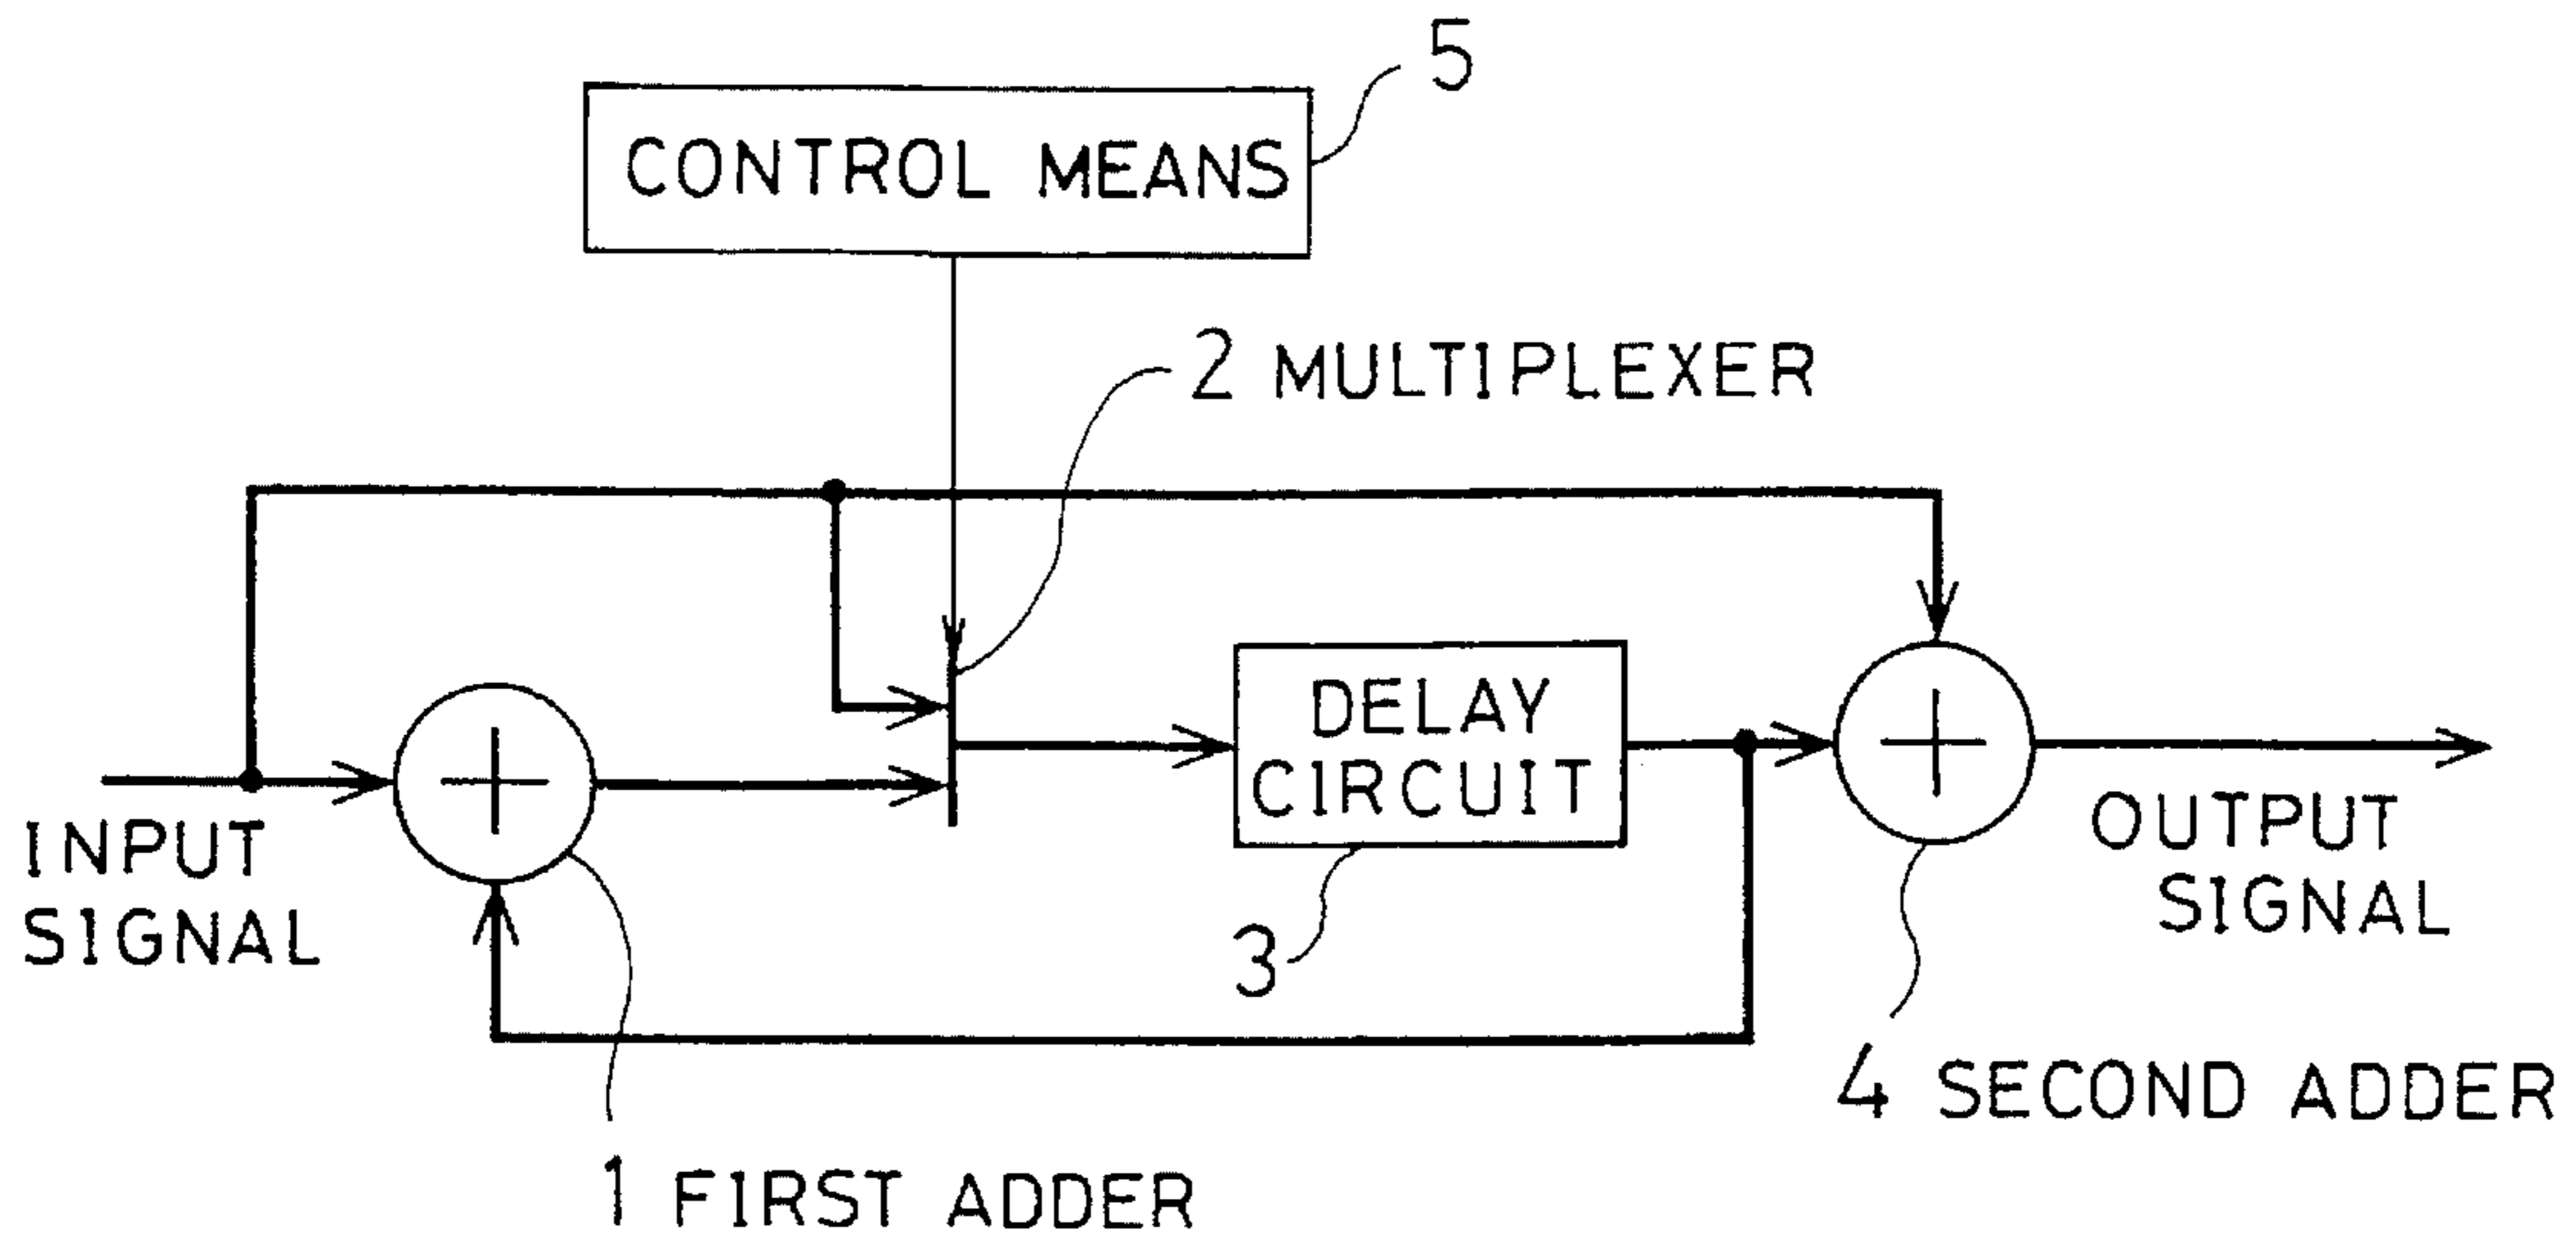 5
CONTROL MEANS
2 MULTIPLEXER
DELAY
CIRCUIT
INPUT
SIGNAL
OUTPUT
SIGNAL
3
4 SECOND ADDER
1 FIRST ADDER